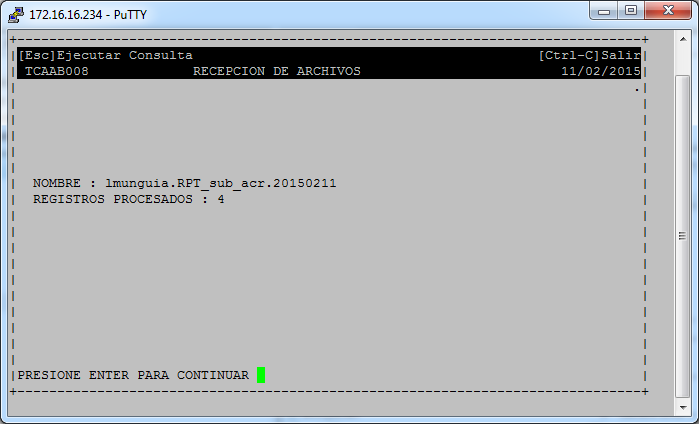 172.16.16.234 - PuTTY
[Esc]Ejecutar Consulta [Ctrl-C]Salir
TCAAB008 RECEPCION DE ARCHIVOS 11/02/2015
.
NOMBRE : lmunguia.RPT_sub_acr.20150211
REGISTROS PROCESADOS : 4
PRESIONE ENTER PARA CONTINUAR